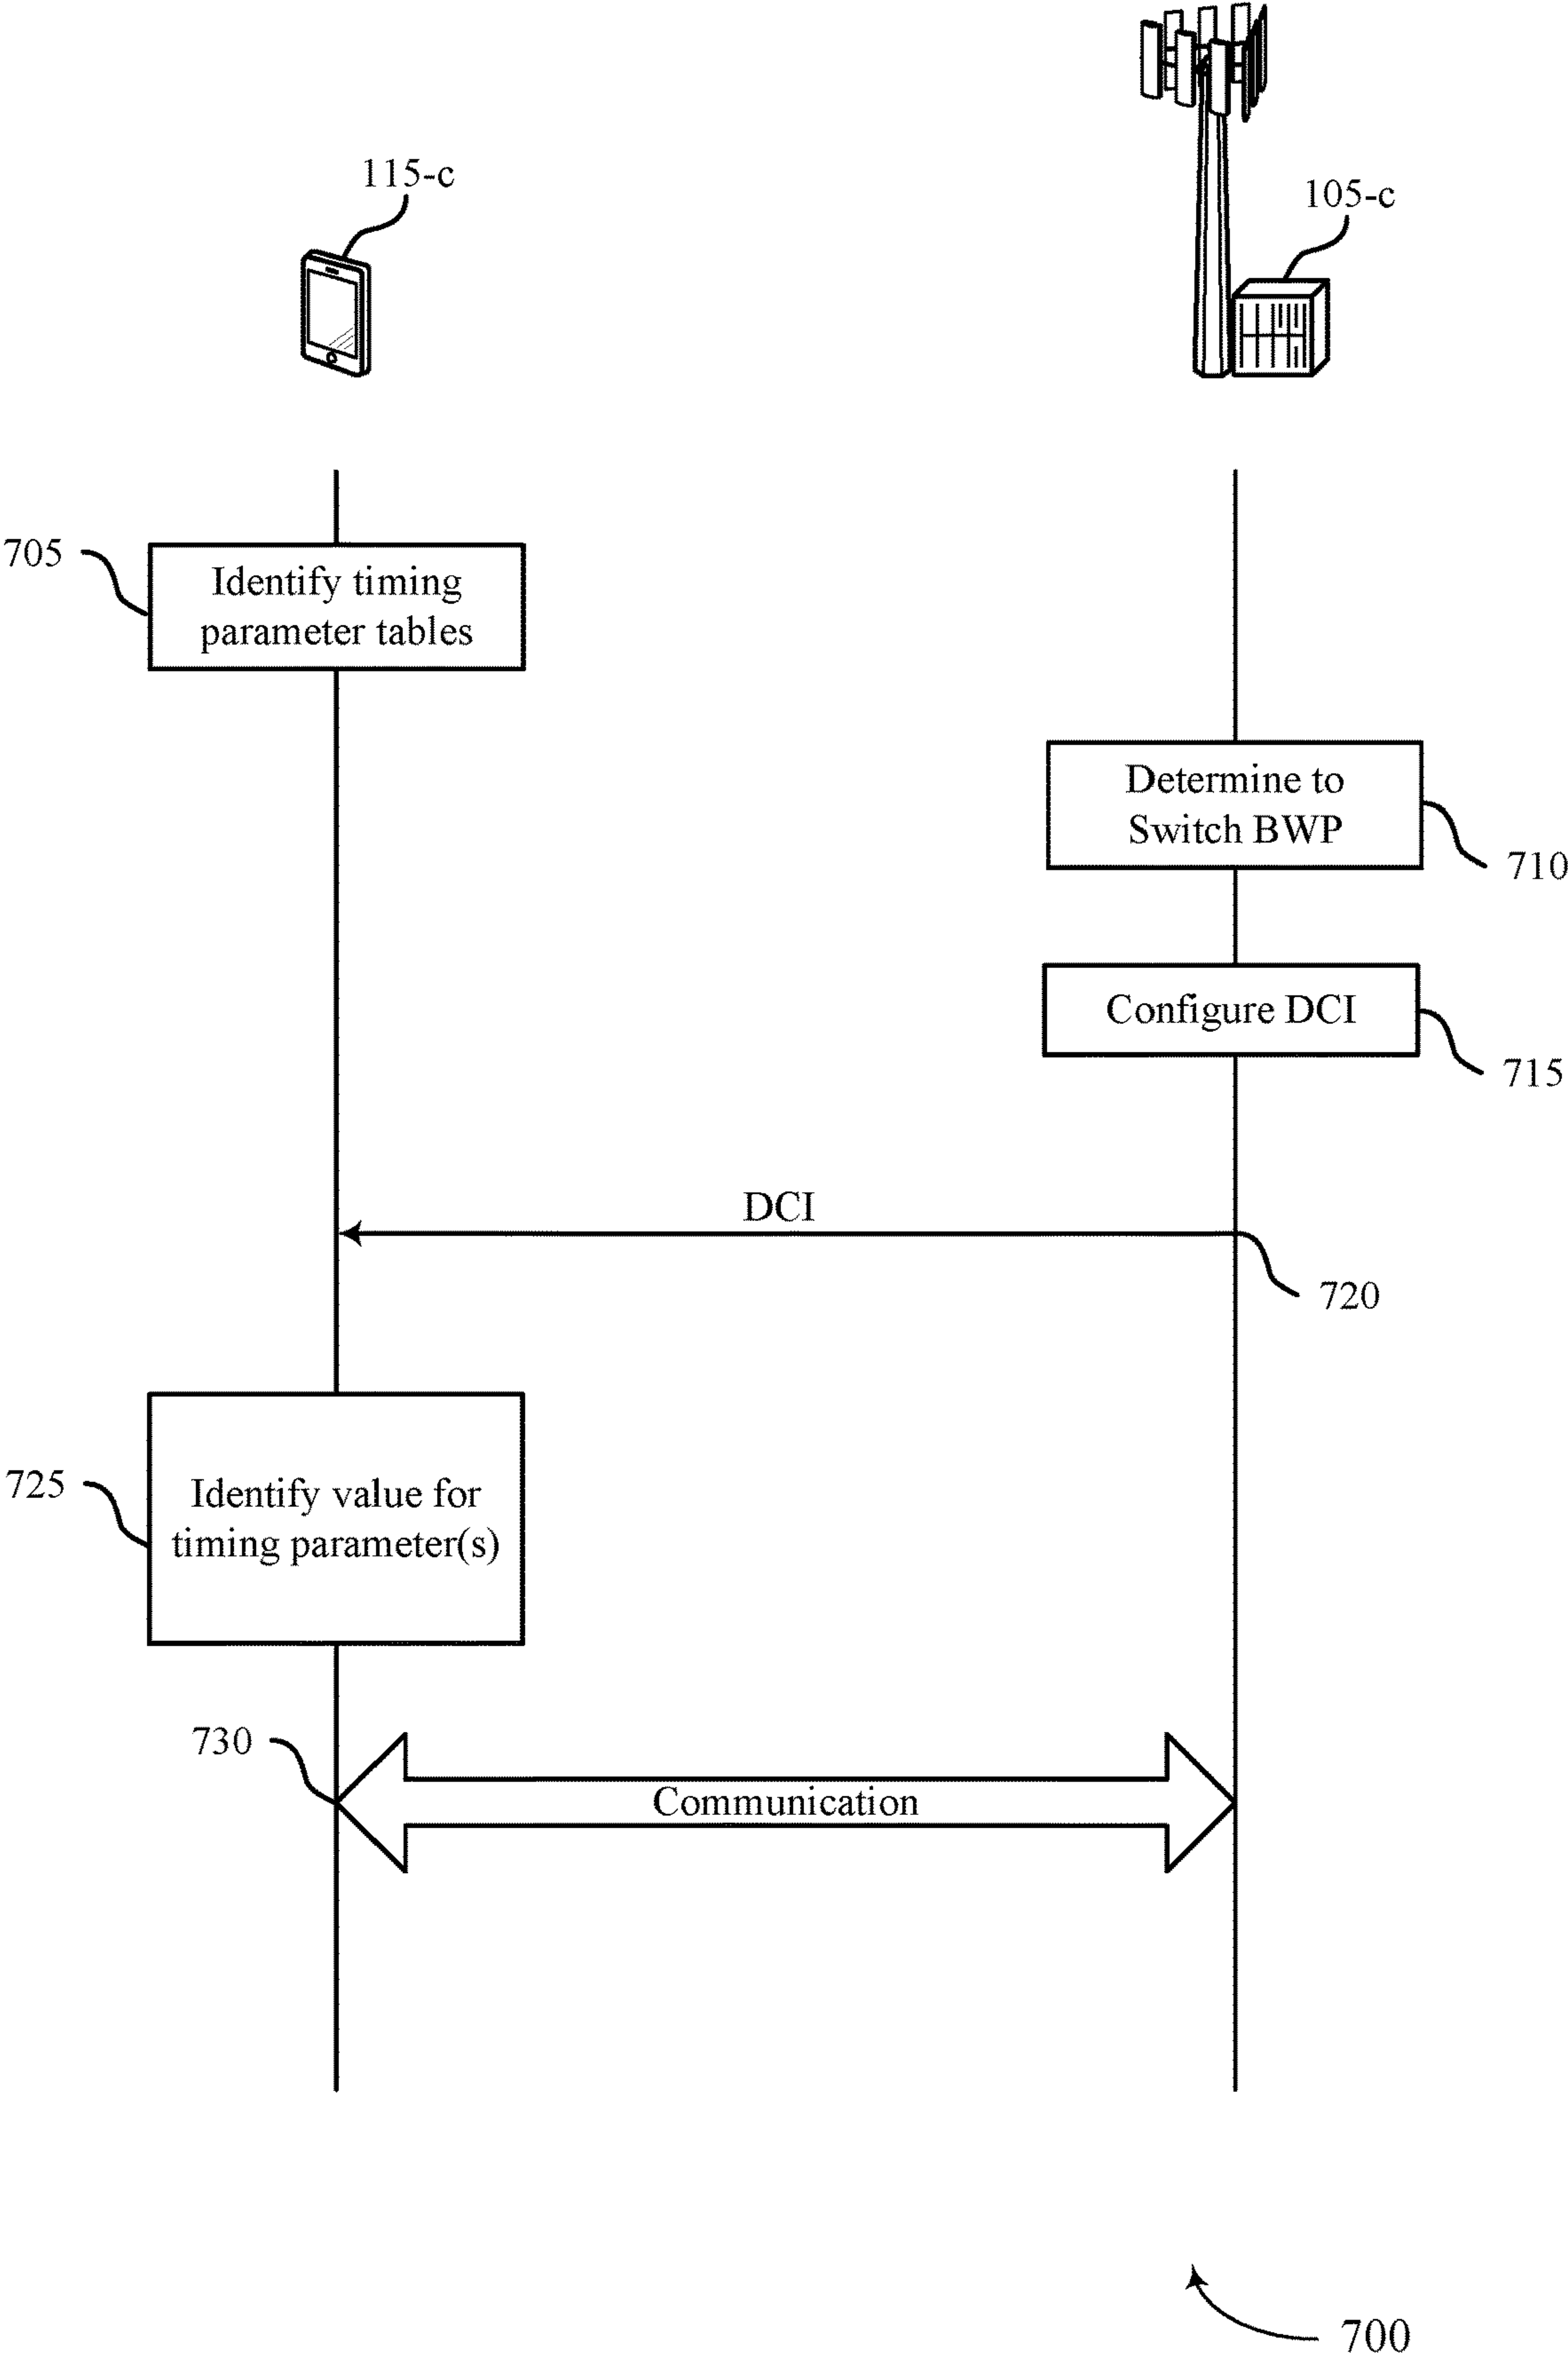 115-c
105-c
705
Identify timing
parameter tables
Determine to
Switch BWP
710
Configure DCI
715
DCI
720
725
Identify value for
timing parameter(s)
730
Communication
700